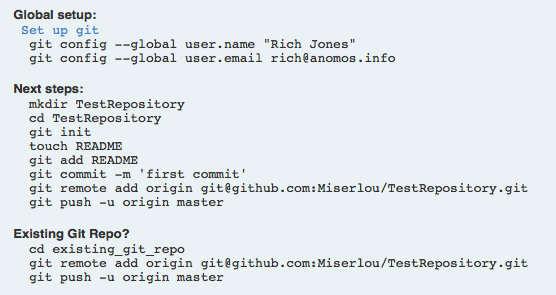 Global setup:
Set up git
git config --global user.name "Rich Jones"
git config --global user.email rich@anomos.info
Next steps:
mkdir TestRepository
cd TestRepository
git init
touch README
git add README
git commit -m 'first commit'
git remote add origin git@github.com:Miserlou/TestRepository.git
git push -u origin master
Existing Git Repo?
cd existing_git_repo
git remote add origin git@github.com:Miserlou/TestRepository.git
git push -u origin master